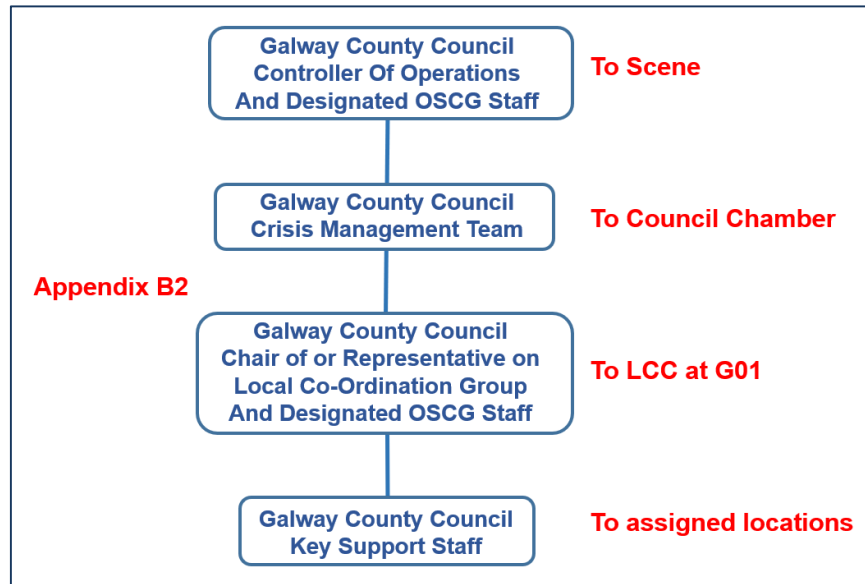 Galway County Council
Controller Of Operations
And Designated OSCG Staff
To Scene
Galway County Council
Crisis Management Team
To Council Chamber
Appendix B2
Galway County Council
Chair of or Representative on
Local Co-Ordination Group
And Designated OSCG Staff
To LCC at G01
Galway County Council
Key Support Staff
To assigned locations